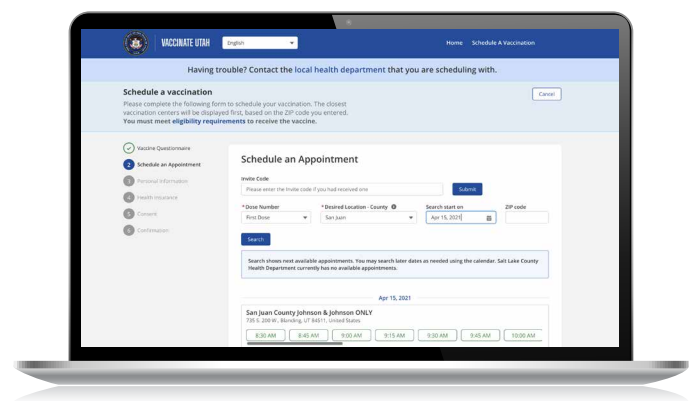 VACCINATE UTAH
English
Home Schedule A Vaccination
Having trouble? Contact the local health department that you are scheduling with.
Schedule a vaccination
Cancel
Please complete the following form to schedule your vaccination. The closest
vaccination centers will be displayed first, based on the ZIP code you entered.
You must meet eligibility requirements to receive the vaccine.
Vaccine Questionnaire
2 Schedule an Appointment
3 Personal Information
4 Health Insurance
5 Consent
6 Confirmation
Schedule an Appointment
Invite Code
Please enter the invite code if you had received one
Submit
*Dose Number *Desired Location - County Search start on ZIP code
First Dose San Juan Apr 15, 2021
Search
Search shows next available appointments. You may search later dates as needed using the calendar. Salt Lake County
Health Department currently has no available appointments.
Apr 15, 2021
San Juan County Johnson & Johnson ONLY
735 S. 200 W., Blanding, UT 84511, United States
8:30 AM 8:45 AM 9:00 AM 9:15 AM 9:30 AM 9:45 AM 10:00 AM